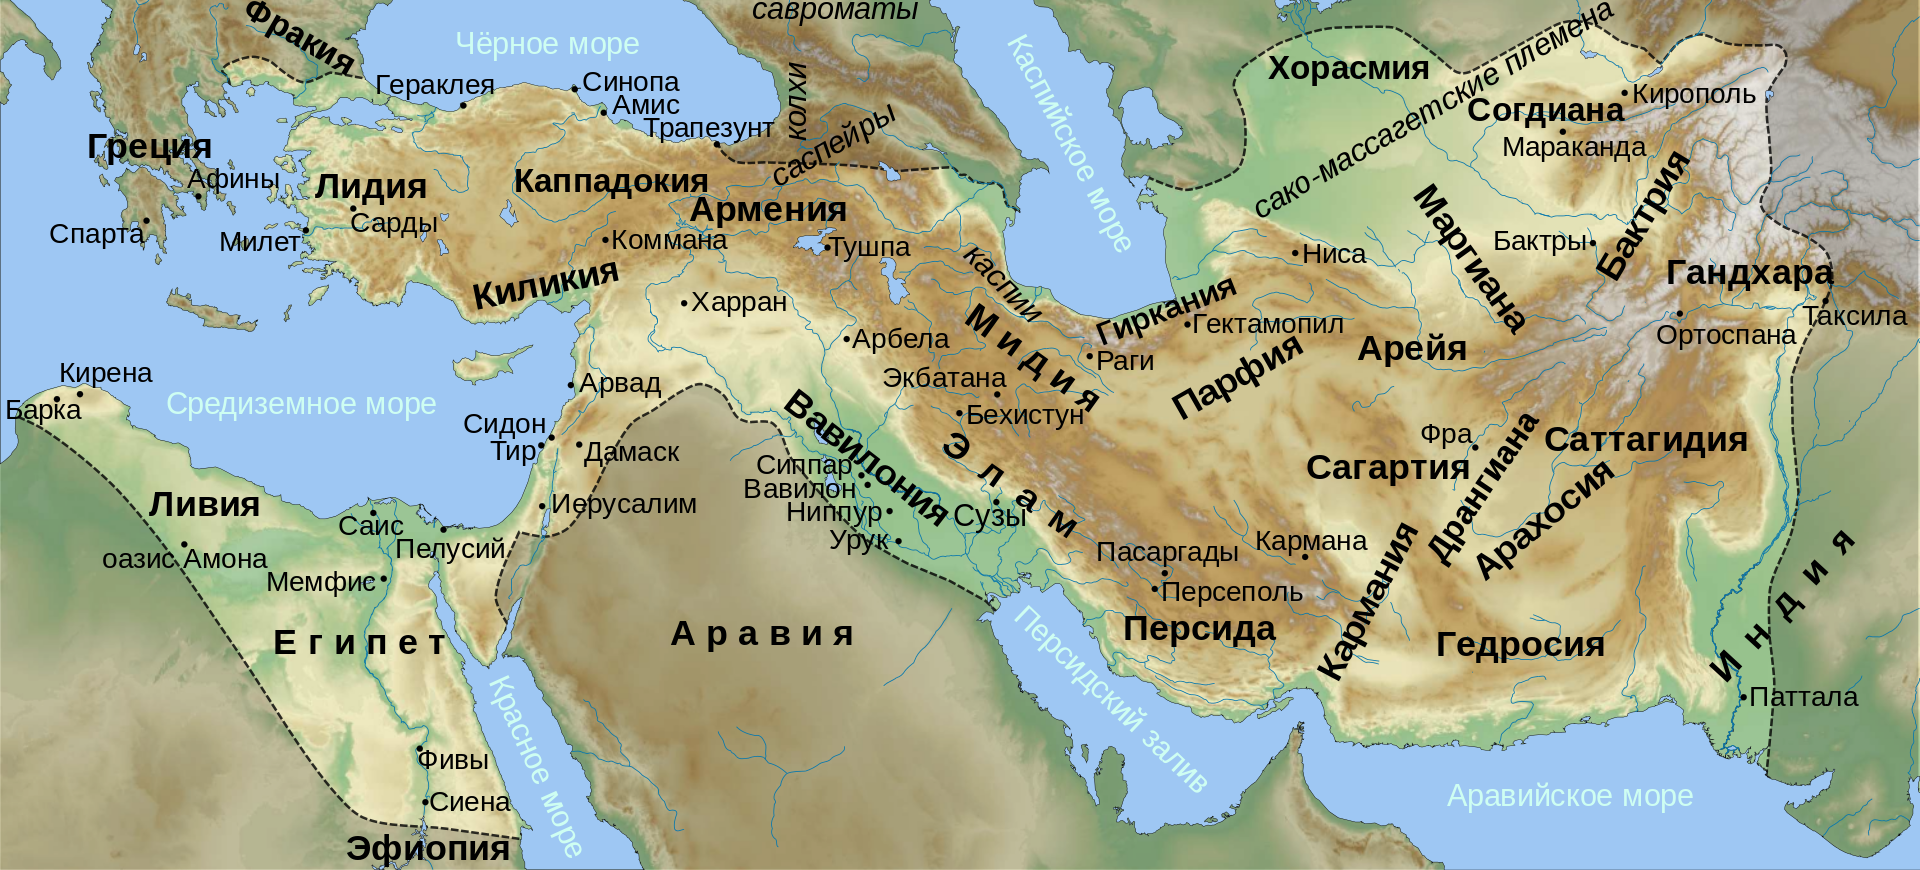 савроматы
Фракия
Чёрное море
Каспийское море
Хорасмия
сако-массагетские племена
Гераклея
Синопа
Амис
Трапезунт
колхи
саспейры
Согдиана
Кирополь
Мараканда
Греция
Афины
Лидия
Сарды
Каппадокия
Армения
Спарта
Милет
Коммана
Тушпа
каспии
Ниса
Маргиана
Бактры
Бактрия
Гандхара
Киликия
Харран
Мидия
Гиркания
Гектамопил
Таксила
Ортоспана
Арбела
Раги
Парфия
Арейя
Кирена
Барка
Средиземное море
Арвад
Экбатана
Бехистун
Вавилония
Элам
Сидон
Тир
Дамаск
Фра
Дрангиана
Саттагидия
Сагартия
Арахосия
Сиппар
Вавилон
Ниппур
Урук
Сузы
Ливия
Саис
Иерусалим
Пелусий
оазис Амона
Мемфис
Пасаргады
Кармана
Персеполь
Кармания
Индия
Египет
Аравия
Персидский залив
Персида
Гедросия
Паттала
Красное море
Фивы
Сиена
Аравийское море
Эфиопия